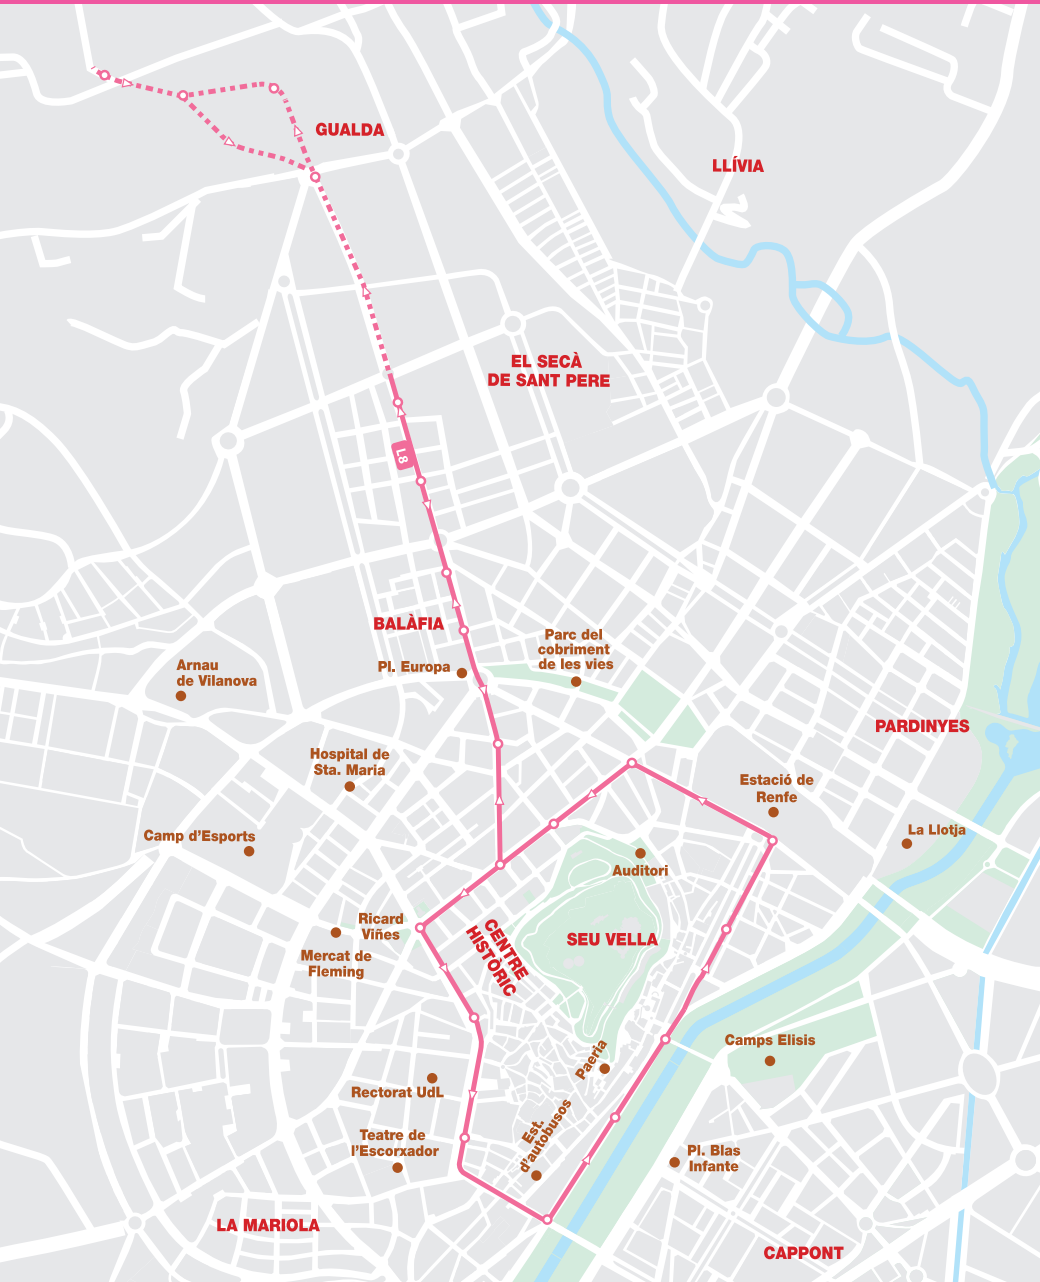 GUALDA
LLÍVIA
EL SECÀ
DE SANT PERE
L8
BALÀFIA
Parc del
cobriment
de les vies
Pl. Europa
Arnau
de Vilanova
PARDINYES
Hospital de
Sta. Maria
Estació de
Renfe
Camp d'Esports
La Llotja
Auditori
Ricard
Viñes
CENTRE
HISTÒRIC
SEU VELLA
Mercat de
Fleming
Camps Elisis
Paeria
Rectorat UdL
Est.
d'autobusos
Teatre de
l'Escorxador
Pl. Blas
Infante
LA MARIOLA
CAPPONT